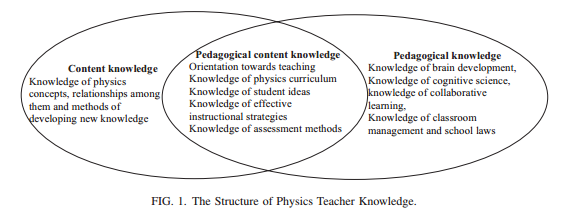 Content knowledge
Knowledge of physics
concepts, relationships among
them and methods of
developing new knowledge
Pedagogical content knowledge
Orientation towards teaching
Knowledge of physics curriculum
Knowledge of student ideas
Knowledge of effective
instructional strategies
Knowledge of assessment methods
Pedagogical knowledge
Knowledge of brain development,
Knowledge of cognitive science,
knowledge of collaborative
learning,
Knowledge of classroom
management and school laws
FIG. 1. The Structure of Physics Teacher Knowledge.